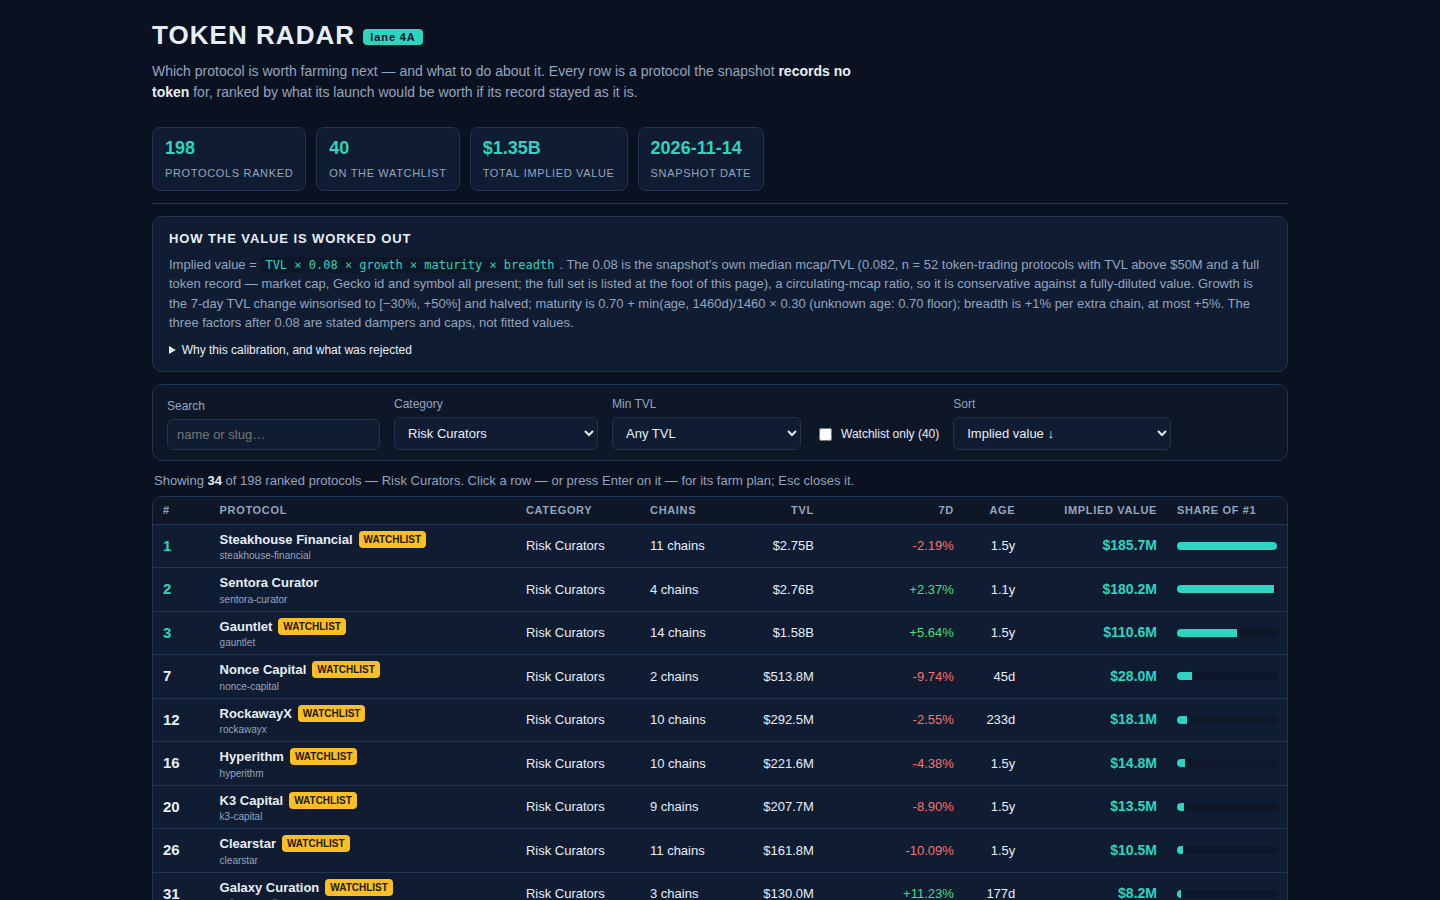 TOKEN RADAR lane 4A
Which protocol is worth farming next — and what to do about it. Every row is a protocol the snapshot records no
token for, ranked by what its launch would be worth if its record stayed as it is.
198 40 $1.35B 2026-11-14
PROTOCOLS RANKED ON THE WATCHLIST TOTAL IMPLIED VALUE SNAPSHOT DATE
HOW THE VALUE IS WORKED OUT
Implied value = TVL × 0.08 × growth × maturity × breadth . The 0.08 is the snapshot's own median mcap/TVL (0.082, n = 52 token-trading protocols with TVL above $50M and a full
token record — market cap, Gecko id and symbol all present; the full set is listed at the foot of this page), a circulating-mcap ratio, so it is conservative against a fully-diluted value. Growth is
the 7-day TVL change winsorised to [−30%, +50%] and halved; maturity is 0.70 + min(age, 1460d)/1460 × 0.30 (unknown age: 0.70 floor); breadth is +1% per extra chain, at most +5%. The
three factors after 0.08 are stated dampers and caps, not fitted values.
▶ Why this calibration, and what was rejected
Search Category Min TVL Sort
name or slug… Risk Curators Any TVL Watchlist only (40) Implied value ↓
Showing 34 of 198 ranked protocols — Risk Curators. Click a row — or press Enter on it — for its farm plan; Esc closes it.
# PROTOCOL CATEGORY CHAINS TVL 7D AGE IMPLIED VALUE SHARE OF #1
1 Steakhouse Financial WATCHLIST Risk Curators 11 chains $2.75B -2.19% 1.5y $185.7M
steakhouse-financial
2 Sentora Curator Risk Curators 4 chains $2.76B +2.37% 1.1y $180.2M
sentora-curator
3 Gauntlet WATCHLIST Risk Curators 14 chains $1.58B +5.64% 1.5y $110.6M
gauntlet
7 Nonce Capital WATCHLIST Risk Curators 2 chains $513.8M -9.74% 45d $28.0M
nonce-capital
12 RockawayX WATCHLIST Risk Curators 10 chains $292.5M -2.55% 233d $18.1M
rockawayx
16 Hyperithm WATCHLIST Risk Curators 10 chains $221.6M -4.38% 1.5y $14.8M
hyperithm
20 K3 Capital WATCHLIST Risk Curators 9 chains $207.7M -8.90% 1.5y $13.5M
k3-capital
26 Clearstar WATCHLIST Risk Curators 11 chains $161.8M -10.09% 1.5y $10.5M
clearstar
31 Galaxy Curation WATCHLIST Risk Curators 3 chains $130.0M +11.23% 177d $8.2M